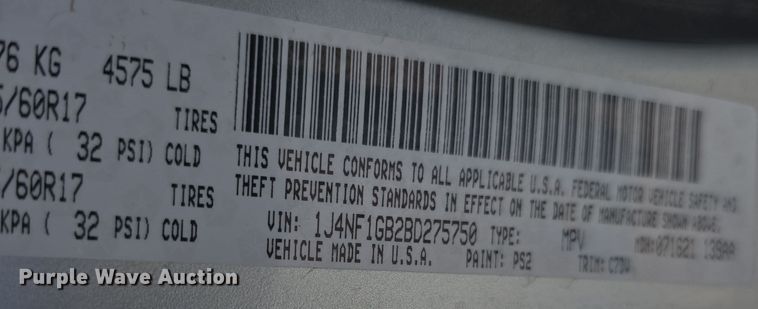 76 KG 4575 LB
/60R17 TIRES
KPA ( 32 PSI) COLD
/60R17 TIRES
KPA ( 32 PSI) COLD
THIS VEHICLE CONFORMS TO ALL APPLICABLE U.S.A. FEDERAL MOTOR VEHICLE SAFETY AND
THEFT PREVENTION STANDARDS IN EFFECT ON THE DATE OF MANUFACTURE SHOWN ABOVE.
VIN: 1J4NF1GB2BD275750 TYPE: MPV MDH:
VEHICLE MADE IN U.S.A. PAINT: PS2 TRIM:
Purple Wave Auction